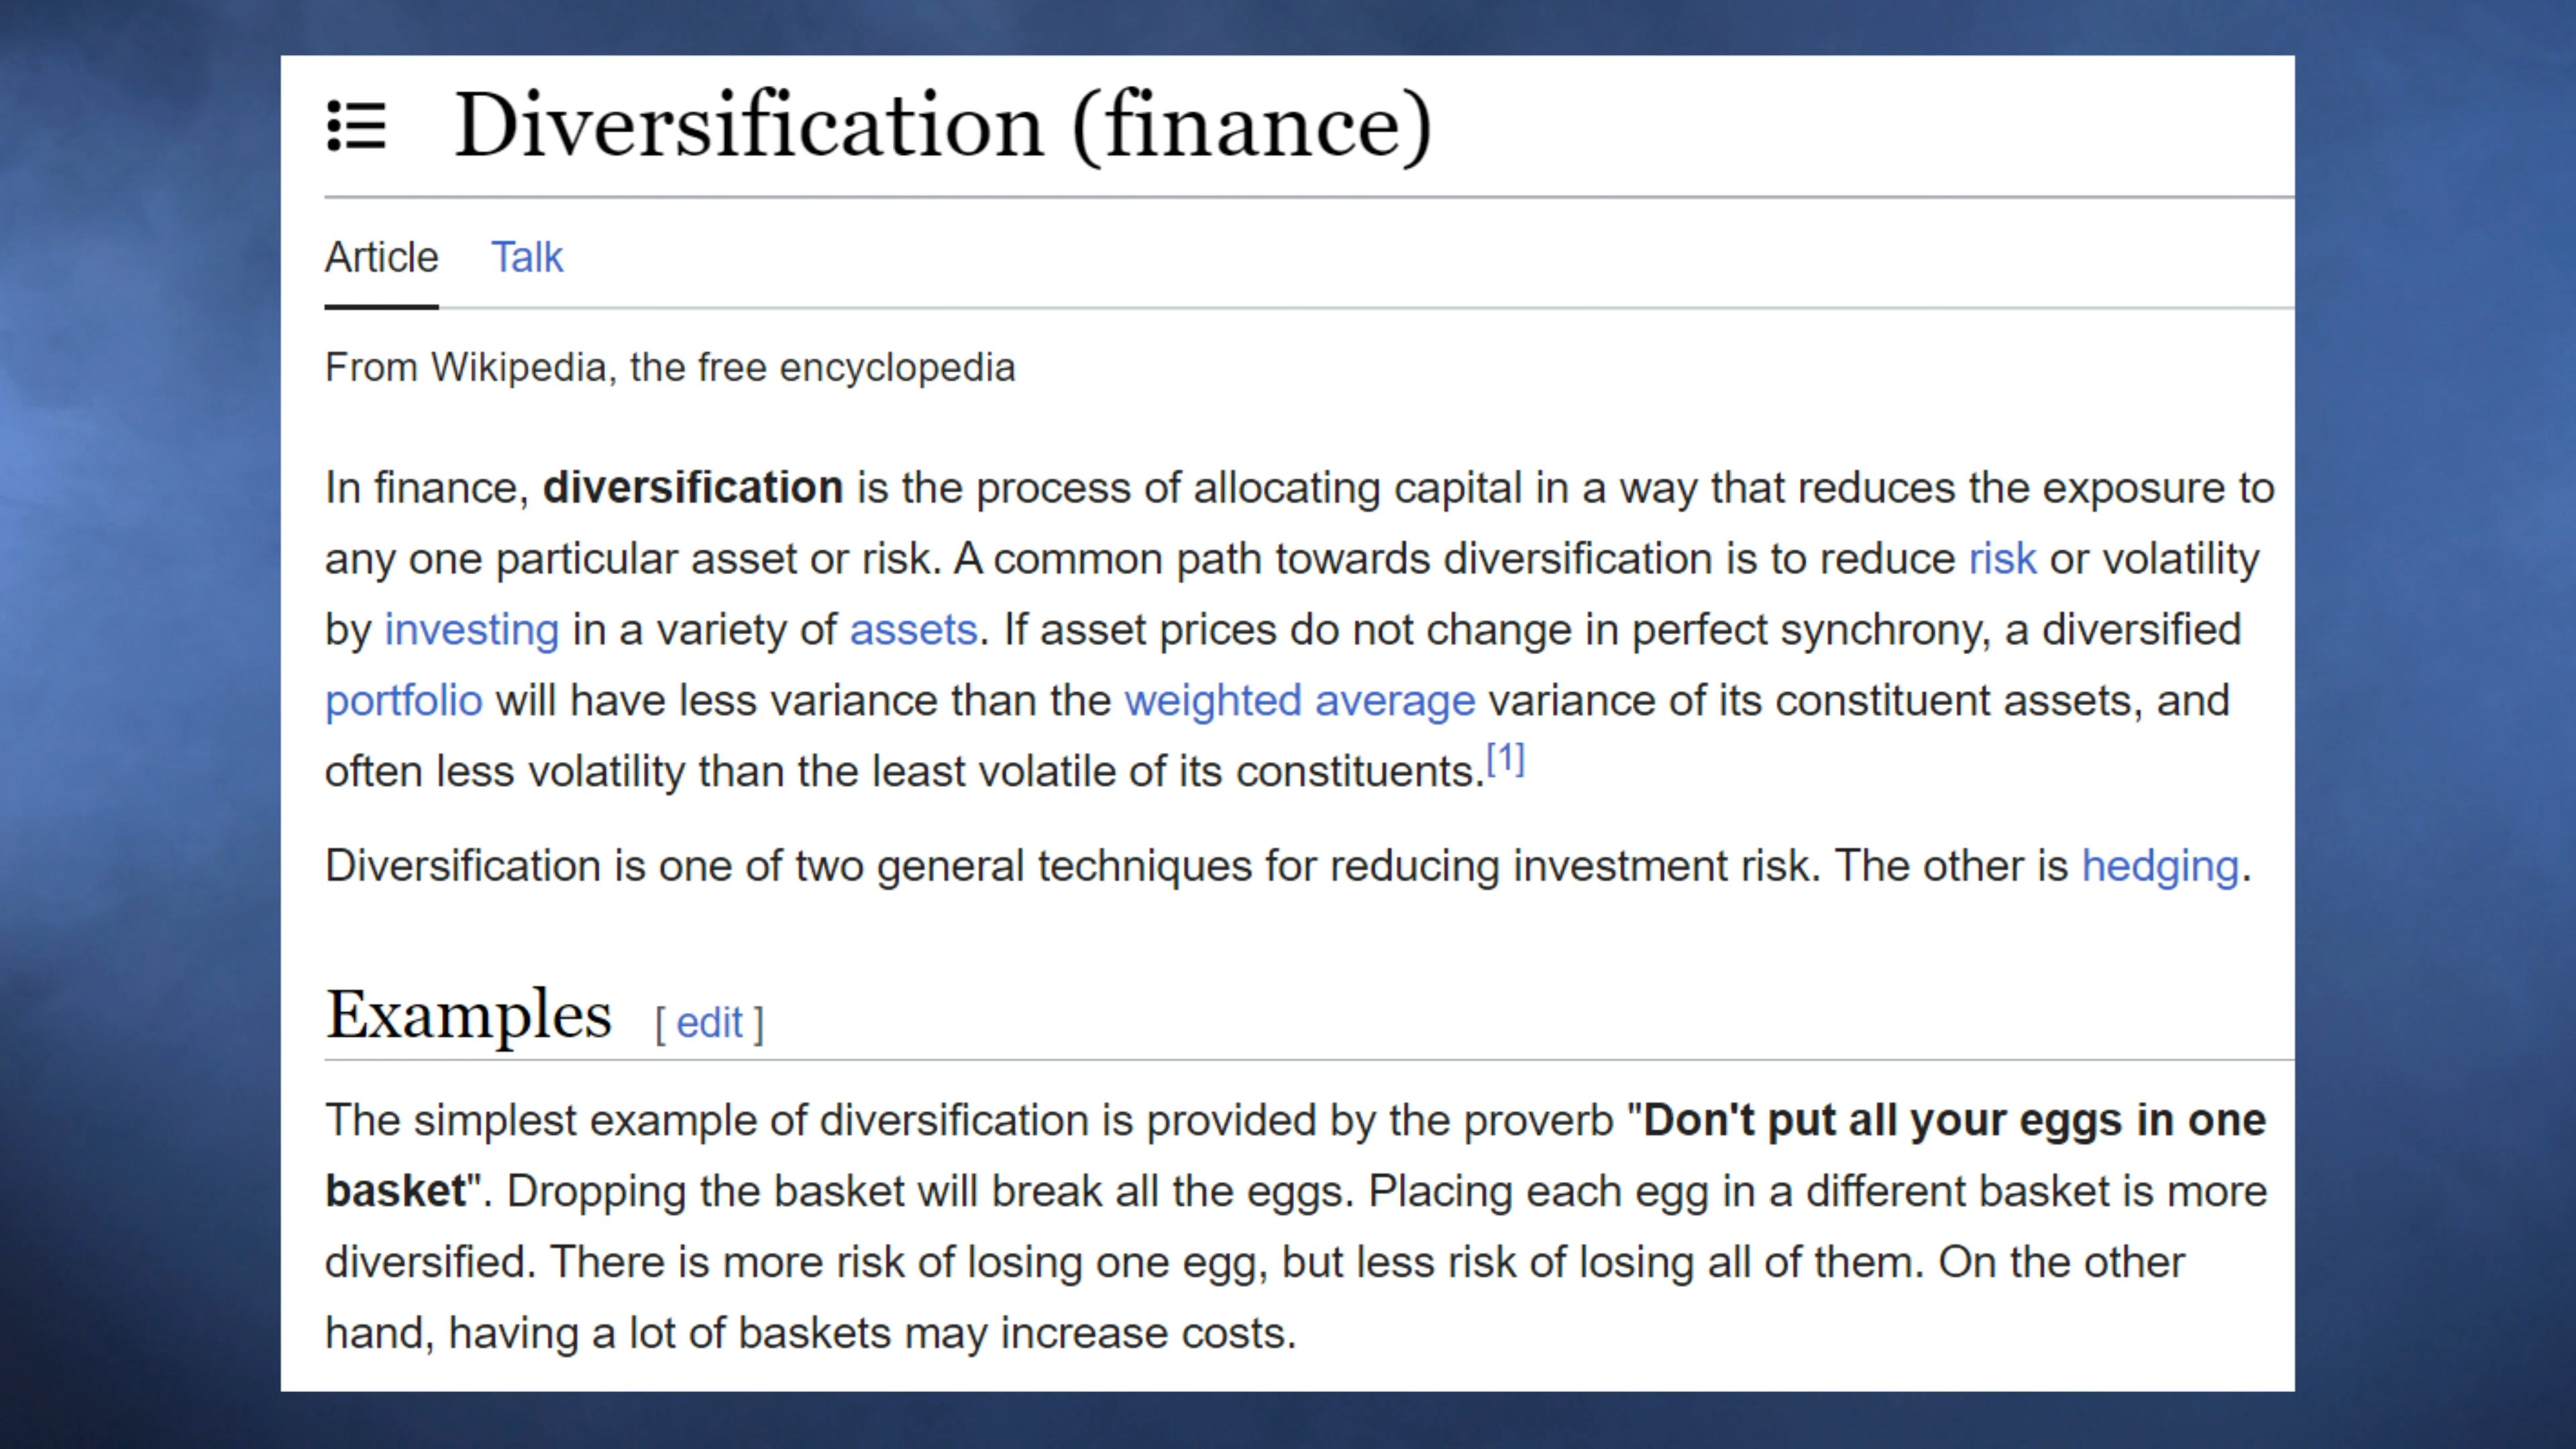 Diversification (finance)
Article Talk
From Wikipedia, the free encyclopedia
In finance, diversification is the process of allocating capital in a way that reduces the exposure to
any one particular asset or risk. A common path towards diversification is to reduce risk or volatility
by investing in a variety of assets. If asset prices do not change in perfect synchrony, a diversified
portfolio will have less variance than the weighted average variance of its constituent assets, and
often less volatility than the least volatile of its constituents.[1]
Diversification is one of two general techniques for reducing investment risk. The other is hedging.
Examples [ edit ]
The simplest example of diversification is provided by the proverb "Don't put all your eggs in one
basket". Dropping the basket will break all the eggs. Placing each egg in a different basket is more
diversified. There is more risk of losing one egg, but less risk of losing all of them. On the other
hand, having a lot of baskets may increase costs.